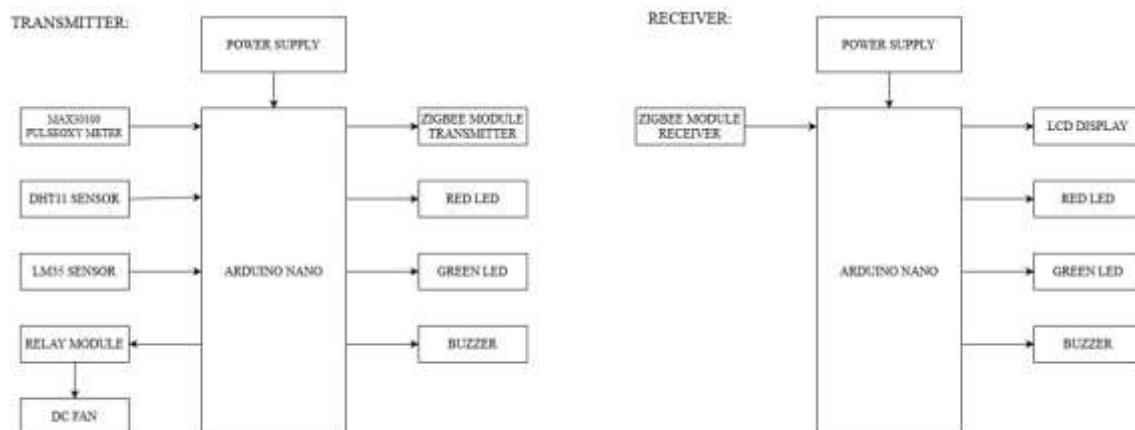 TRANSMITTER:
POWER SUPPLY
MAX30100
PULSEOXY METER
DHT11 SENSOR
LM35 SENSOR
RELAY MODULE
DC FAN
ARDUINO NANO
ZIGBEE MODULE
TRANSMITTER
RED LED
GREEN LED
BUZZER
RECEIVER:
POWER SUPPLY
ZIGBEE MODULE
RECEIVER
ARDUINO NANO
LCD DISPLAY
RED LED
GREEN LED
BUZZER